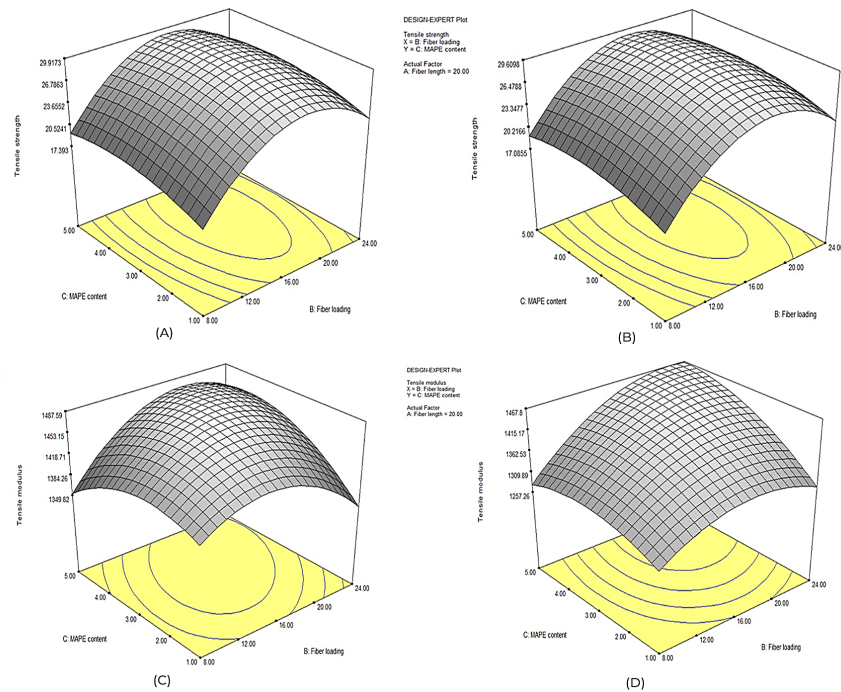 DESIGN-EXPERT Plot
Tensile strength
X = B: Fiber loading
Y = C: MAPE content
Actual Factor
A: Fiber length = 20.00
29.9173
26.7863
23.6552
20.5241
17.393
Tensile strength
5.00
4.00
3.00
2.00
1.00
8.00
12.00
16.00
20.00
24.00
C: MAPE content
B: Fiber loading
(A)
29.6098
26.4788
23.3477
20.2166
17.0855
Tensile strength
5.00
4.00
3.00
2.00
1.00
8.00
12.00
16.00
20.00
24.0
C: MAPE content
B: Fiber loading
(B)
DESIGN-EXPERT Plot
Tensile modulus
X = B: Fiber loading
Y = C: MAPE content
Actual Factor
A: Fiber length = 20.00
1487.59
1453.15
1418.71
1384.26
1349.82
Tensile modulus
5.00
4.00
3.00
2.00
1.00
8.00
12.00
16.00
20.00
24.00
C: MAPE content
B: Fiber loading
(C)
1467.8
1415.17
1362.53
1309.89
1257.26
Tensile modulus
5.00
4.00
3.00
2.00
1.00
8.00
12.00
16.00
20.00
24.00
C: MAPE content
B: Fiber loading
(D)